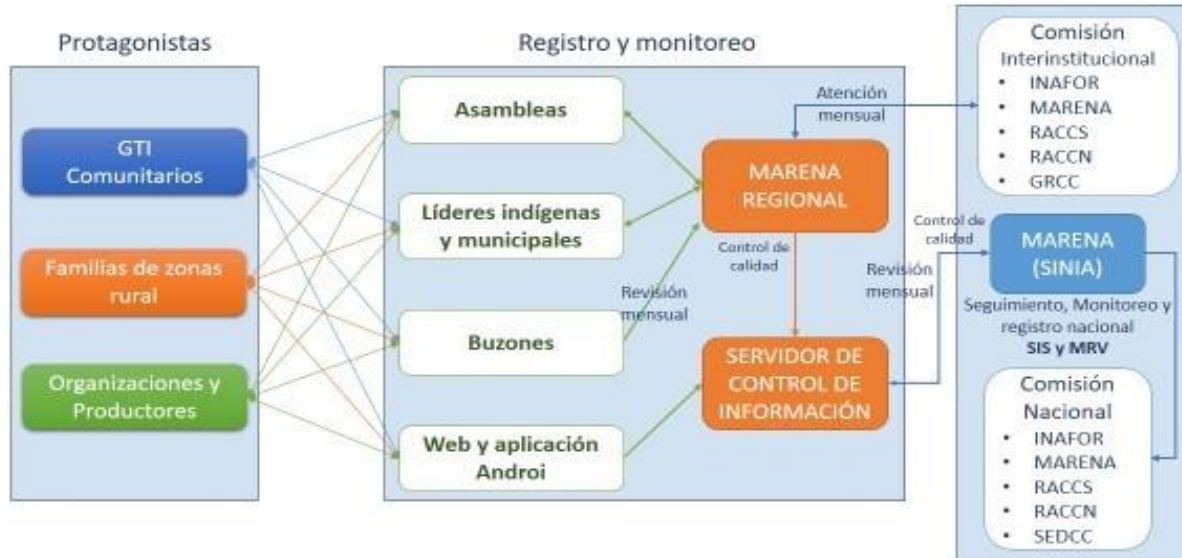 Protagonistas
GTI
Comunitarios
Familias de zonas
rural
Organizaciones y
Productores
Registro y monitoreo
Asambleas
Líderes indígenas
y municipales
Buzones
Web y aplicación
Androi
Revisión
mensual
Atención
mensual
MARENA
REGIONAL
Control de
calidad
SERVIDOR DE
CONTROL DE
INFORMACIÓN
Revisión
mensual
Control de
calidad
Comisión
Interinstitucional
• INAFOR
• MARENA
• RACCS
• RACCN
• GRCC
MARENA
(SINIA)
Seguimiento, Monitoreo y
registro nacional
SIS y MRV
Comisión
Nacional
• INAFOR
• MARENA
• RACCS
• RACCN
• SEDCC